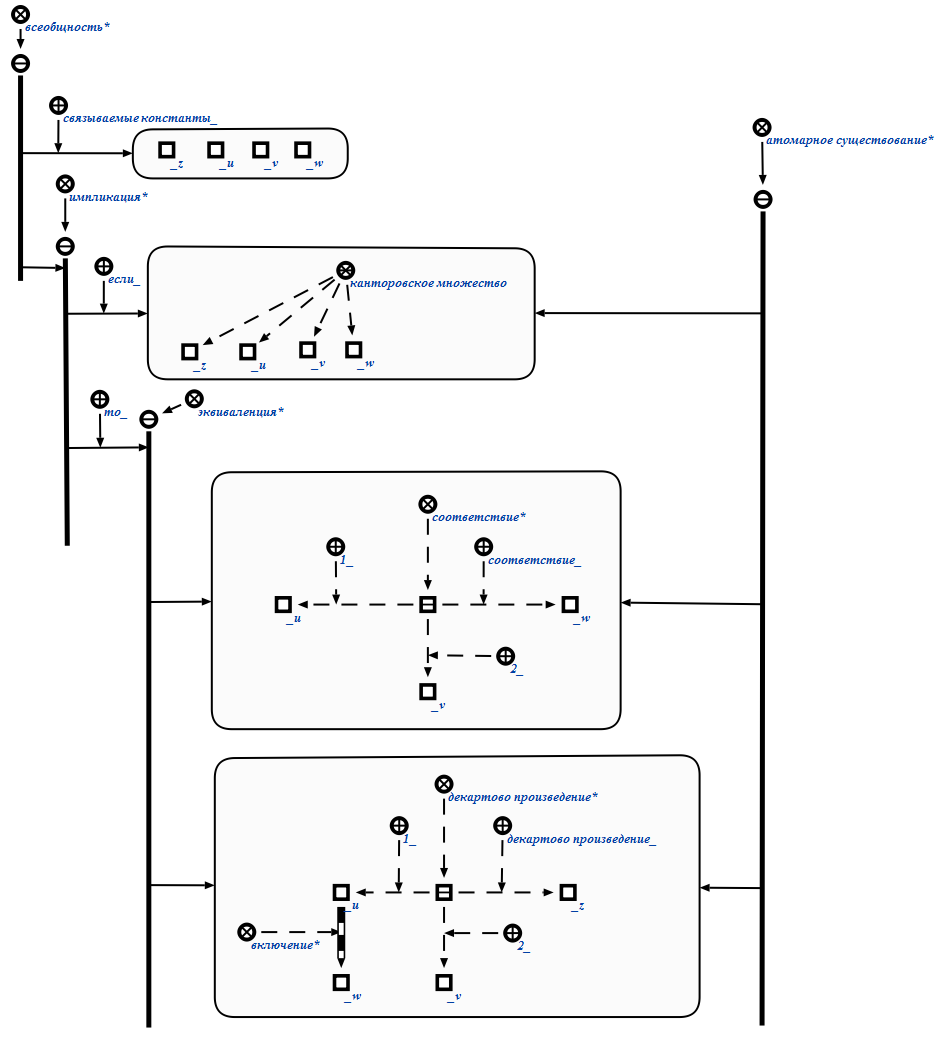 всеобщность*
связываемые константы_
атомарное существование*
_z _u _v _w
импликация*
если_
канторовское множество
_z _u _v _w
то_
эквиваленция*
соответствие*
1_ соответствие_
_u _w
2_
_v
декартово произведение*
1_ декартово произведение_
_u _z
включение* 2_
_w _v